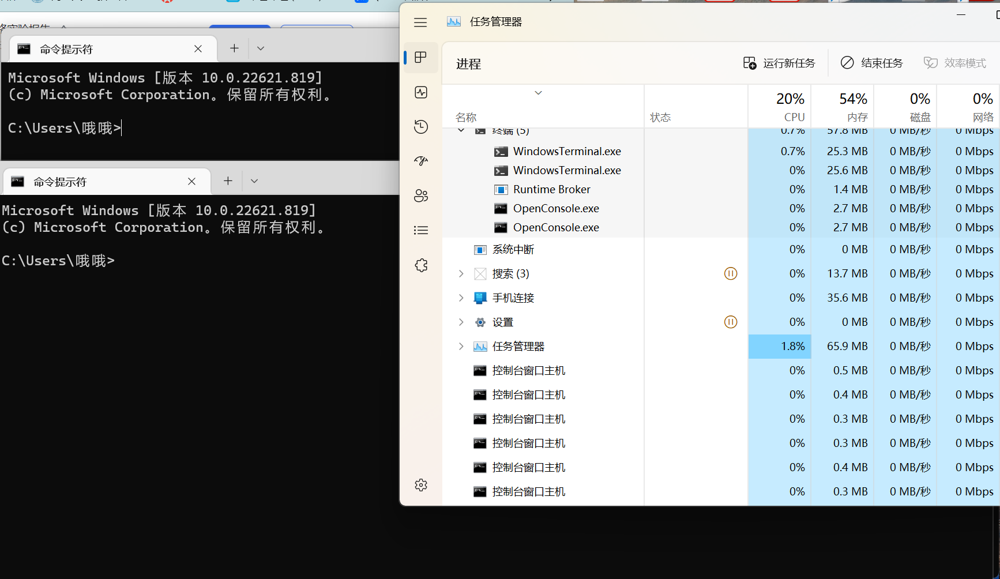 命令提示符
Microsoft Windows [版本 10.0.22621.819]
(c) Microsoft Corporation。保留所有权利。
C:\Users\哦哦>
命令提示符
Microsoft Windows [版本 10.0.22621.819]
(c) Microsoft Corporation。保留所有权利。
C:\Users\哦哦>
任务管理器
进程 运行新任务 结束任务 效率模式
20% 54% 0% 0%
名称 状态 CPU 内存 磁盘 网络
终端 (5) 0.7% 57.8 MB 0 MB/秒 0 Mbps
WindowsTerminal.exe 0.7% 25.3 MB 0 MB/秒 0 Mbps
WindowsTerminal.exe 0% 25.6 MB 0 MB/秒 0 Mbps
Runtime Broker 0% 1.4 MB 0 MB/秒 0 Mbps
OpenConsole.exe 0% 2.7 MB 0 MB/秒 0 Mbps
OpenConsole.exe 0% 2.7 MB 0 MB/秒 0 Mbps
系统中断 0% 0 MB 0 MB/秒 0 Mbps
搜索 (3) 0% 13.7 MB 0 MB/秒 0 Mbps
手机连接 0% 35.6 MB 0 MB/秒 0 Mbps
设置 0% 0 MB 0 MB/秒 0 Mbps
任务管理器 1.8% 65.9 MB 0 MB/秒 0 Mbps
控制台窗口主机 0% 0.5 MB 0 MB/秒 0 Mbps
控制台窗口主机 0% 0.4 MB 0 MB/秒 0 Mbps
控制台窗口主机 0% 0.3 MB 0 MB/秒 0 Mbps
控制台窗口主机 0% 0.3 MB 0 MB/秒 0 Mbps
控制台窗口主机 0% 0.4 MB 0 MB/秒 0 Mbps
控制台窗口主机 0% 0.3 MB 0 MB/秒 0 Mbps